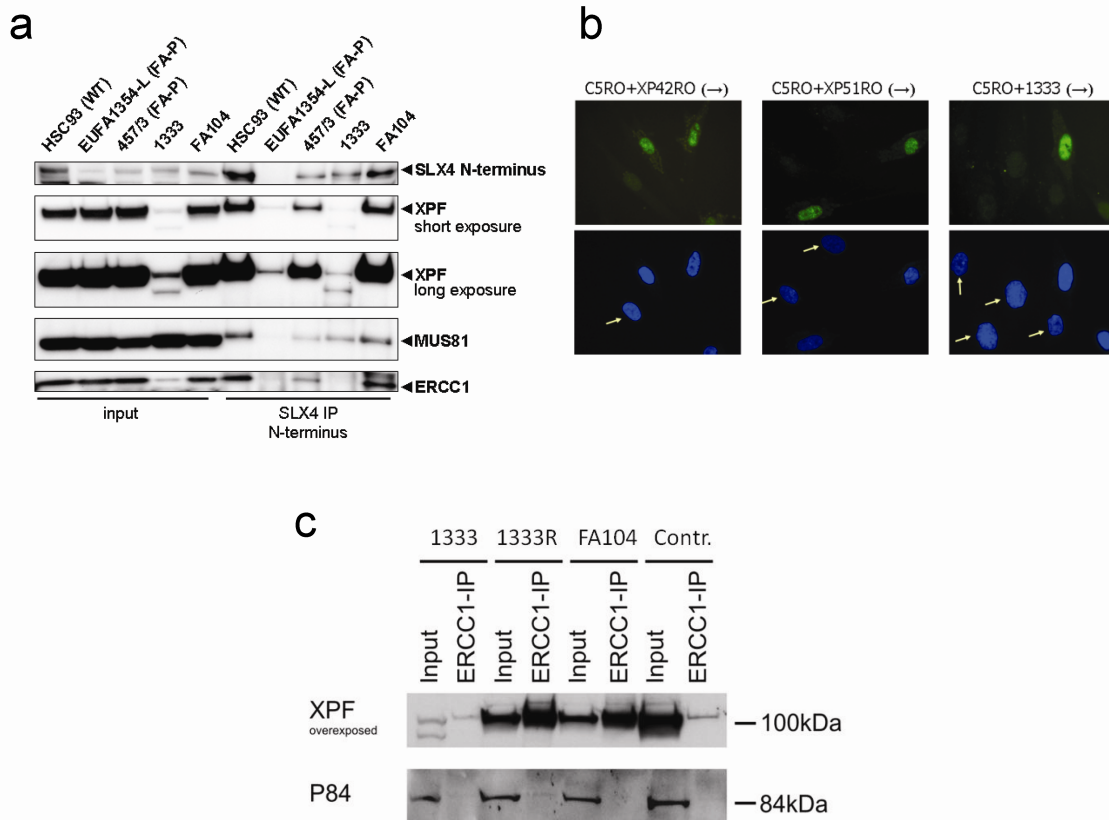 a
HSC93 (WT)
EUFA1354-L (FA-P)
457/3 (FA-P)
1333
FA104
HSC93 (WT)
EUFA1354-L (FA-P)
457/3 (FA-P)
1333
FA104
SLX4 N-terminus
XPF
short exposure
XPF
long exposure
MUS81
ERCC1
input
SLX4 IP
N-terminus
b
C5RO+XP42RO (→)
C5RO+XP51RO (→)
C5RO+1333 (→)
c
1333
1333R
FA104
Contr.
Input
ERCC1-IP
Input
ERCC1-IP
Input
ERCC1-IP
Input
ERCC1-IP
XPF
overexposed
100kDa
P84
84kDa